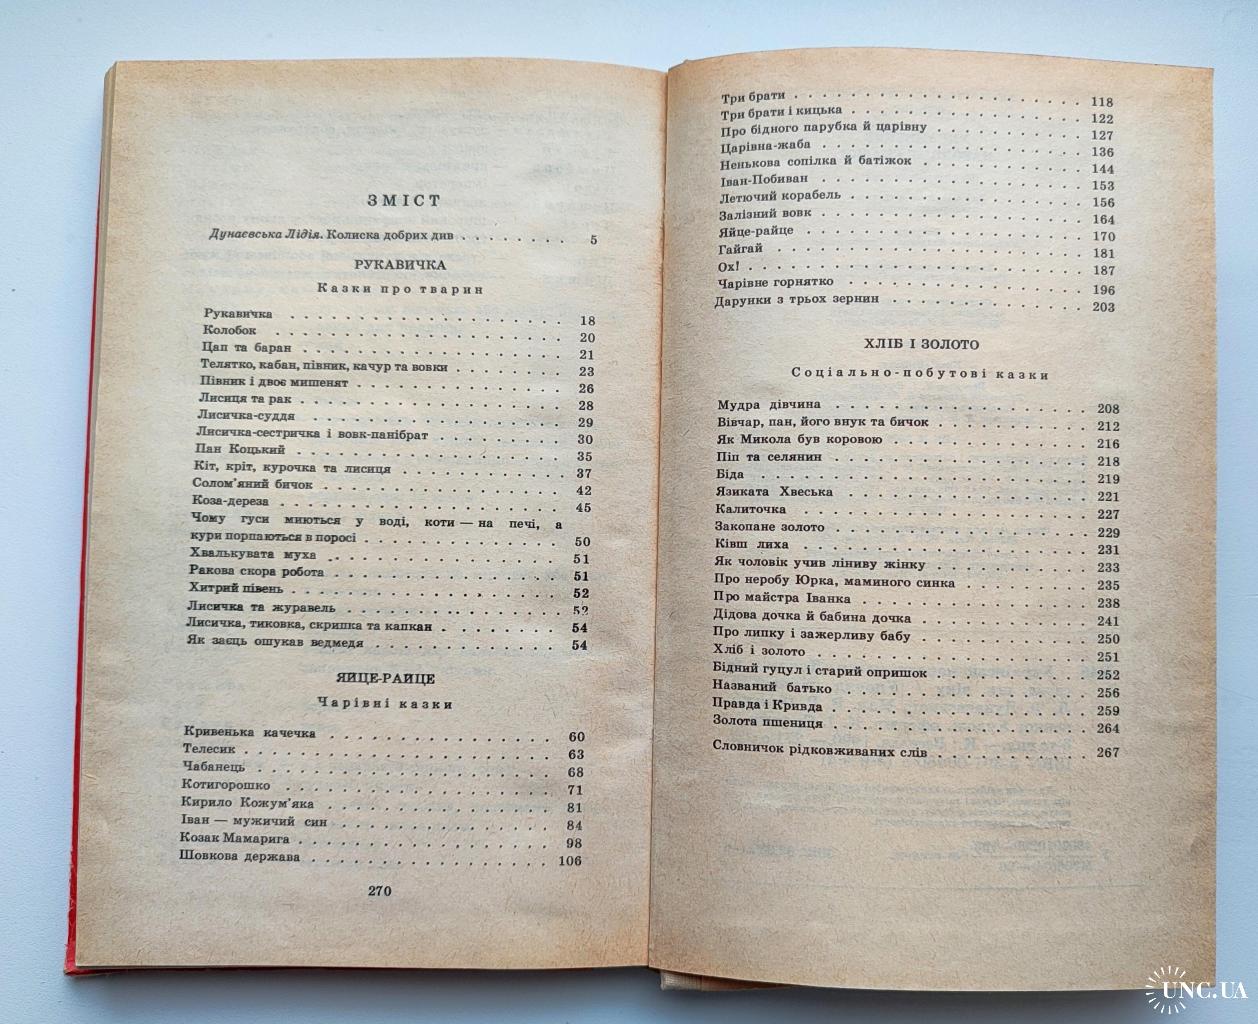 ЗМІСТ
Дунаєвська Лідія. Колиска добрих див . . . . . . . 5
РУКАВИЧКА
Казки про тварин
Рукавичка . . . . . . . . . . . . . . . . 18
Колобок . . . . . . . . . . . . . . . . 20
Цап та баран . . . . . . . . . . . . . . . 21
Телятко, кабан, півник, качур та вовки . . . . . . . 23
Півник і двоє мишенят . . . . . . . . . . . . 26
Лисиця та рак . . . . . . . . . . . . . . . 28
Лисичка-суддя . . . . . . . . . . . . . . . 29
Лисичка-сестричка і вовк-панібрат . . . . . . . . 30
Пан Коцький . . . . . . . . . . . . . . . 35
Кіт, кріт, курочка та лисиця . . . . . . . . . . 37
Солом'яний бичок . . . . . . . . . . . . . . 42
Коза-дереза . . . . . . . . . . . . . . . . 45
Чому гуси миються у воді, коти — на печі, а
кури порпаються в поросі . . . . . . . . . . . 50
Хвалькувата муха . . . . . . . . . . . . . . 51
Ракова скора робота . . . . . . . . . . . . . 51
Хитрий півень . . . . . . . . . . . . . . . 52
Лисичка та журавель . . . . . . . . . . . . . 52
Лисичка, тиковка, скрипка та капкан . . . . . . . . 54
Як заєць ошукав ведмедя . . . . . . . . . . . 54
ЯЙЦЕ-РАЙЦЕ
Чарівні казки
Кривенька качечка . . . . . . . . . . . . . 60
Телесик . . . . . . . . . . . . . . . . . 63
Чабанець . . . . . . . . . . . . . . . . . 68
Котигорошко . . . . . . . . . . . . . . . . 71
Кирило Кожум'яка . . . . . . . . . . . . . . 81
Іван — мужичий син . . . . . . . . . . . . . 84
Козак Мамарига . . . . . . . . . . . . . . . 98
Шовкова держава . . . . . . . . . . . . . . 106
270
Три брати . . . . . . . . . . . . . . . . 118
Три брати і кицька . . . . . . . . . . . . . 122
Про бідного парубка й царівну . . . . . . . . . 127
Царівна-жаба . . . . . . . . . . . . . . . 136
Ненькова сопілка й батіжок . . . . . . . . . . 144
Іван-Побиван . . . . . . . . . . . . . . . 153
Летючий корабель . . . . . . . . . . . . . . 156
Залізний вовк . . . . . . . . . . . . . . . 164
Яйце-райце . . . . . . . . . . . . . . . . 170
Гайгай . . . . . . . . . . . . . . . . . . 181
Ох! . . . . . . . . . . . . . . . . . . . 187
Чарівне горнятко . . . . . . . . . . . . . . 196
Дарунки з трьох зернин . . . . . . . . . . . . 203
ХЛІБ І ЗОЛОТО
Соціально-побутові казки
Мудра дівчина . . . . . . . . . . . . . . . 208
Вівчар, пан, його внук та бичок . . . . . . . . . 212
Як Микола був коровою . . . . . . . . . . . . 216
Піп та селянин . . . . . . . . . . . . . . . 218
Біда . . . . . . . . . . . . . . . . . . . 219
Язиката Хвеська . . . . . . . . . . . . . . . 221
Калиточка . . . . . . . . . . . . . . . . . 227
Закопане золото . . . . . . . . . . . . . . . 229
Ківш лиха . . . . . . . . . . . . . . . . . 231
Як чоловік учив ліниву жінку . . . . . . . . . . 233
Про неробу Юрка, маминого синка . . . . . . . . 235
Про майстра Іванка . . . . . . . . . . . . . . 238
Дідова дочка й бабина дочка . . . . . . . . . . 241
Про липку і зажерливу бабу . . . . . . . . . . 250
Хліб і золото . . . . . . . . . . . . . . . . 251
Бідний гуцул і старий опришок . . . . . . . . . 252
Названий батько . . . . . . . . . . . . . . . 256
Правда і Кривда . . . . . . . . . . . . . . . 259
Золота пшениця . . . . . . . . . . . . . . . 264
Словничок рідковживаних слів . . . . . . . . . . 267
UNC.UA